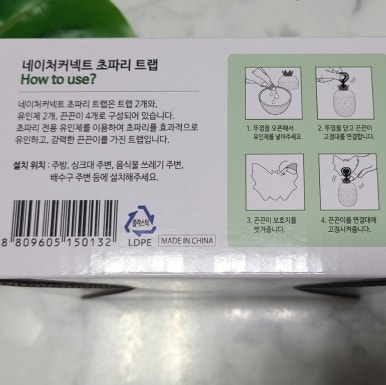 네이처커넥트 초파리 트랩
How to use?
네이처커넥트 초파리 트랩은 트랩 2개와,
유인제 2개, 끈끈이 4개로 구성되어 있습니다.
초파리 전용 유인제를 이용하여 초파리를 효과적으로
유인하고, 강력한 끈끈이를 가진 트랩입니다.
설치 위치 : 주방, 싱크대 주변, 음식물 쓰레기 주변,
배수구 주변 등에 설치해주세요.
8 809605 150132
플라스틱
LDPE
MADE IN CHINA
1. 뚜껑을 오픈해서
유인제를 넣어주세요.
2. 뚜껑을 닫고 끈끈이
고정대를 연결합니다.
3. 끈끈이 보호지를
벗겨줍니다.
4. 끈끈이를 연결대에
고정시켜줍니다.